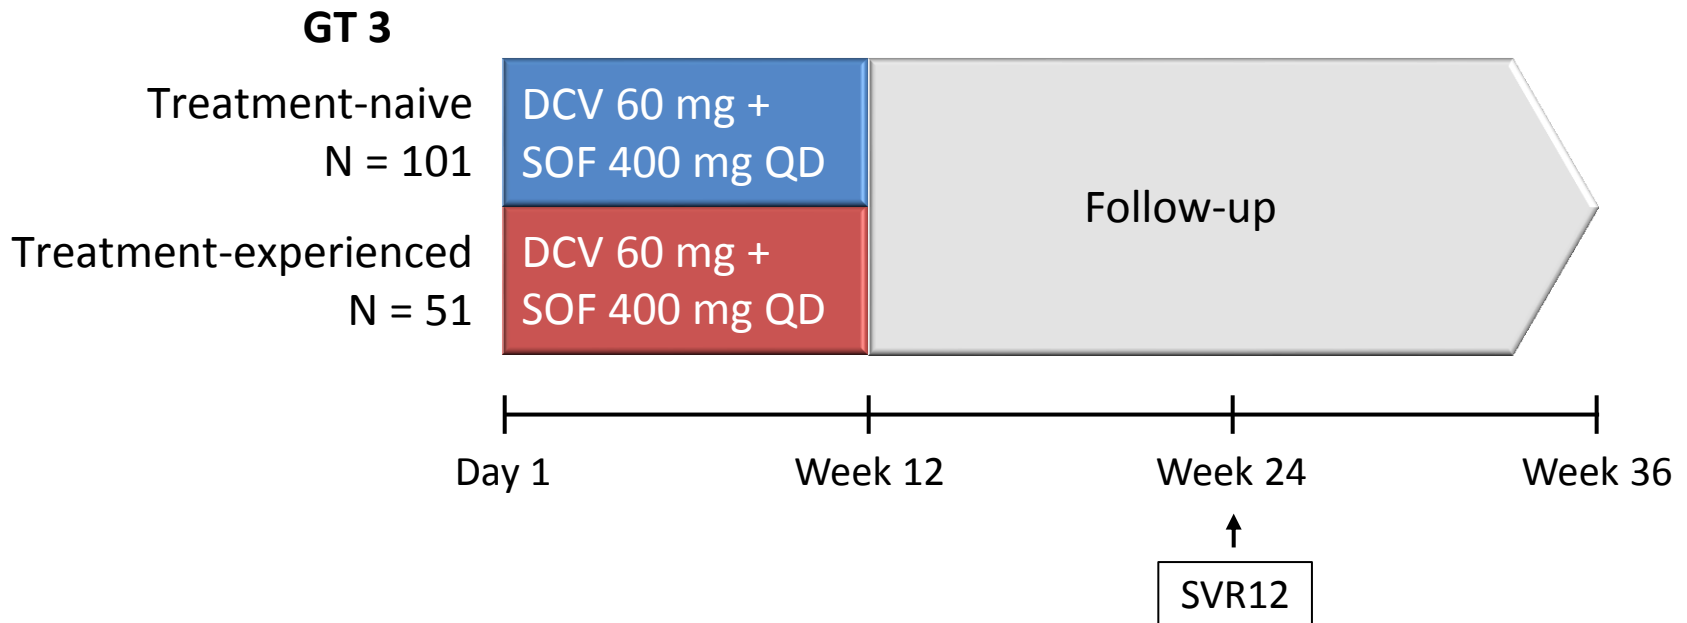 GT 3
Treatment-naive
N = 101
DCV 60 mg +
SOF 400 mg QD
Treatment-experienced
N = 51
DCV 60 mg +
SOF 400 mg QD
Follow-up
Day 1
Week 12
Week 24
Week 36
SVR12